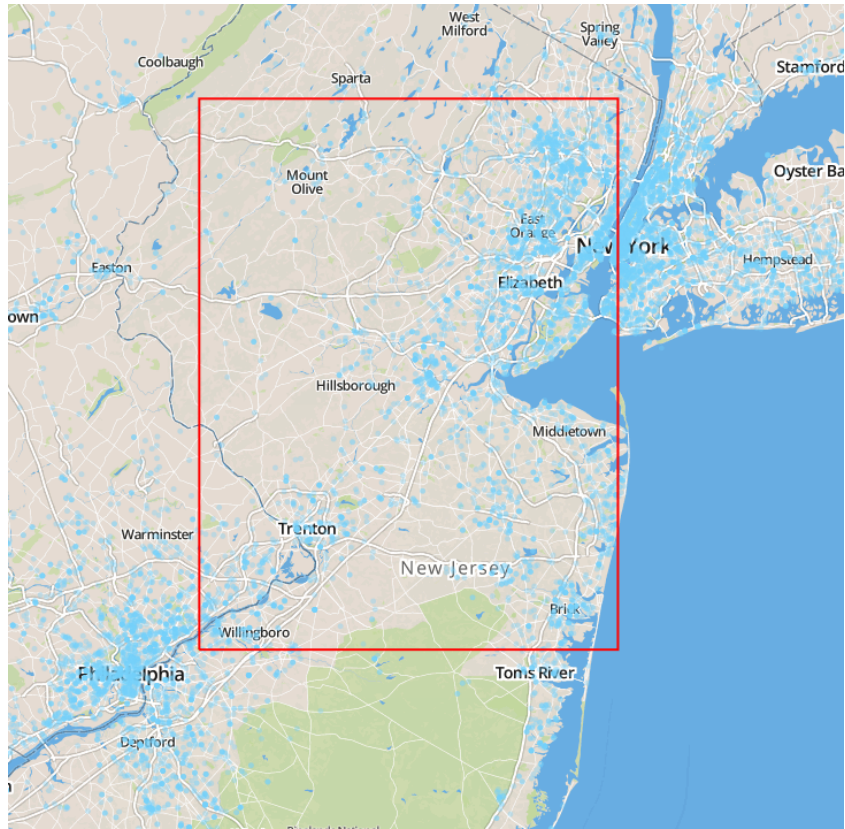 West
Milford
Spring
Valley
Coolbaugh
Stamford
Sparta
Mount
Olive
Oyster Ba
East
Orange
New York
Easton
Hempstead
Elizabeth
own
Hillsborough
Middletown
Trenton
Warminster
New Jersey
Brick
Willingboro
Philadelphia
Toms River
Deptford